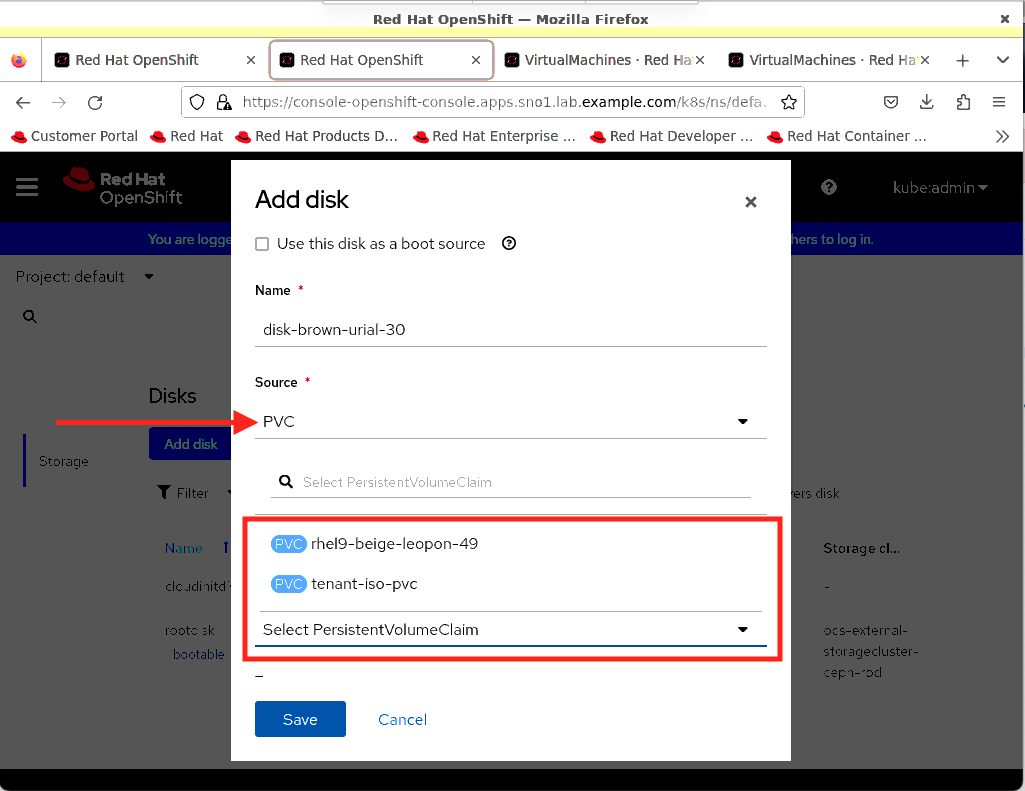 Red Hat OpenShift — Mozilla Firefox
Red Hat OpenShift
Red Hat OpenShift
VirtualMachines · Red Ha
VirtualMachines · Red Ha
https://console-openshift-console.apps.sno1.lab.example.com/k8s/ns/defa.
Customer Portal
Red Hat
Red Hat Products D...
Red Hat Enterprise ...
Red Hat Developer ...
Red Hat Container ...
Red Hat
OpenShift
kube:admin
You are logge
hers to log in.
Project: default
Add disk
Use this disk as a boot source
Name *
disk-brown-urial-30
Source *
PVC
Select PersistentVolumeClaim
PVC rhel9-beige-leopon-49
PVC tenant-iso-pvc
Select PersistentVolumeClaim
Save
Cancel
Disks
Add disk
Storage
Filter
vers disk
Name
Storage cl...
cloudinitdi
-
rootdisk
bootable
ocs-external-
storagecluster-
ceph-rbd